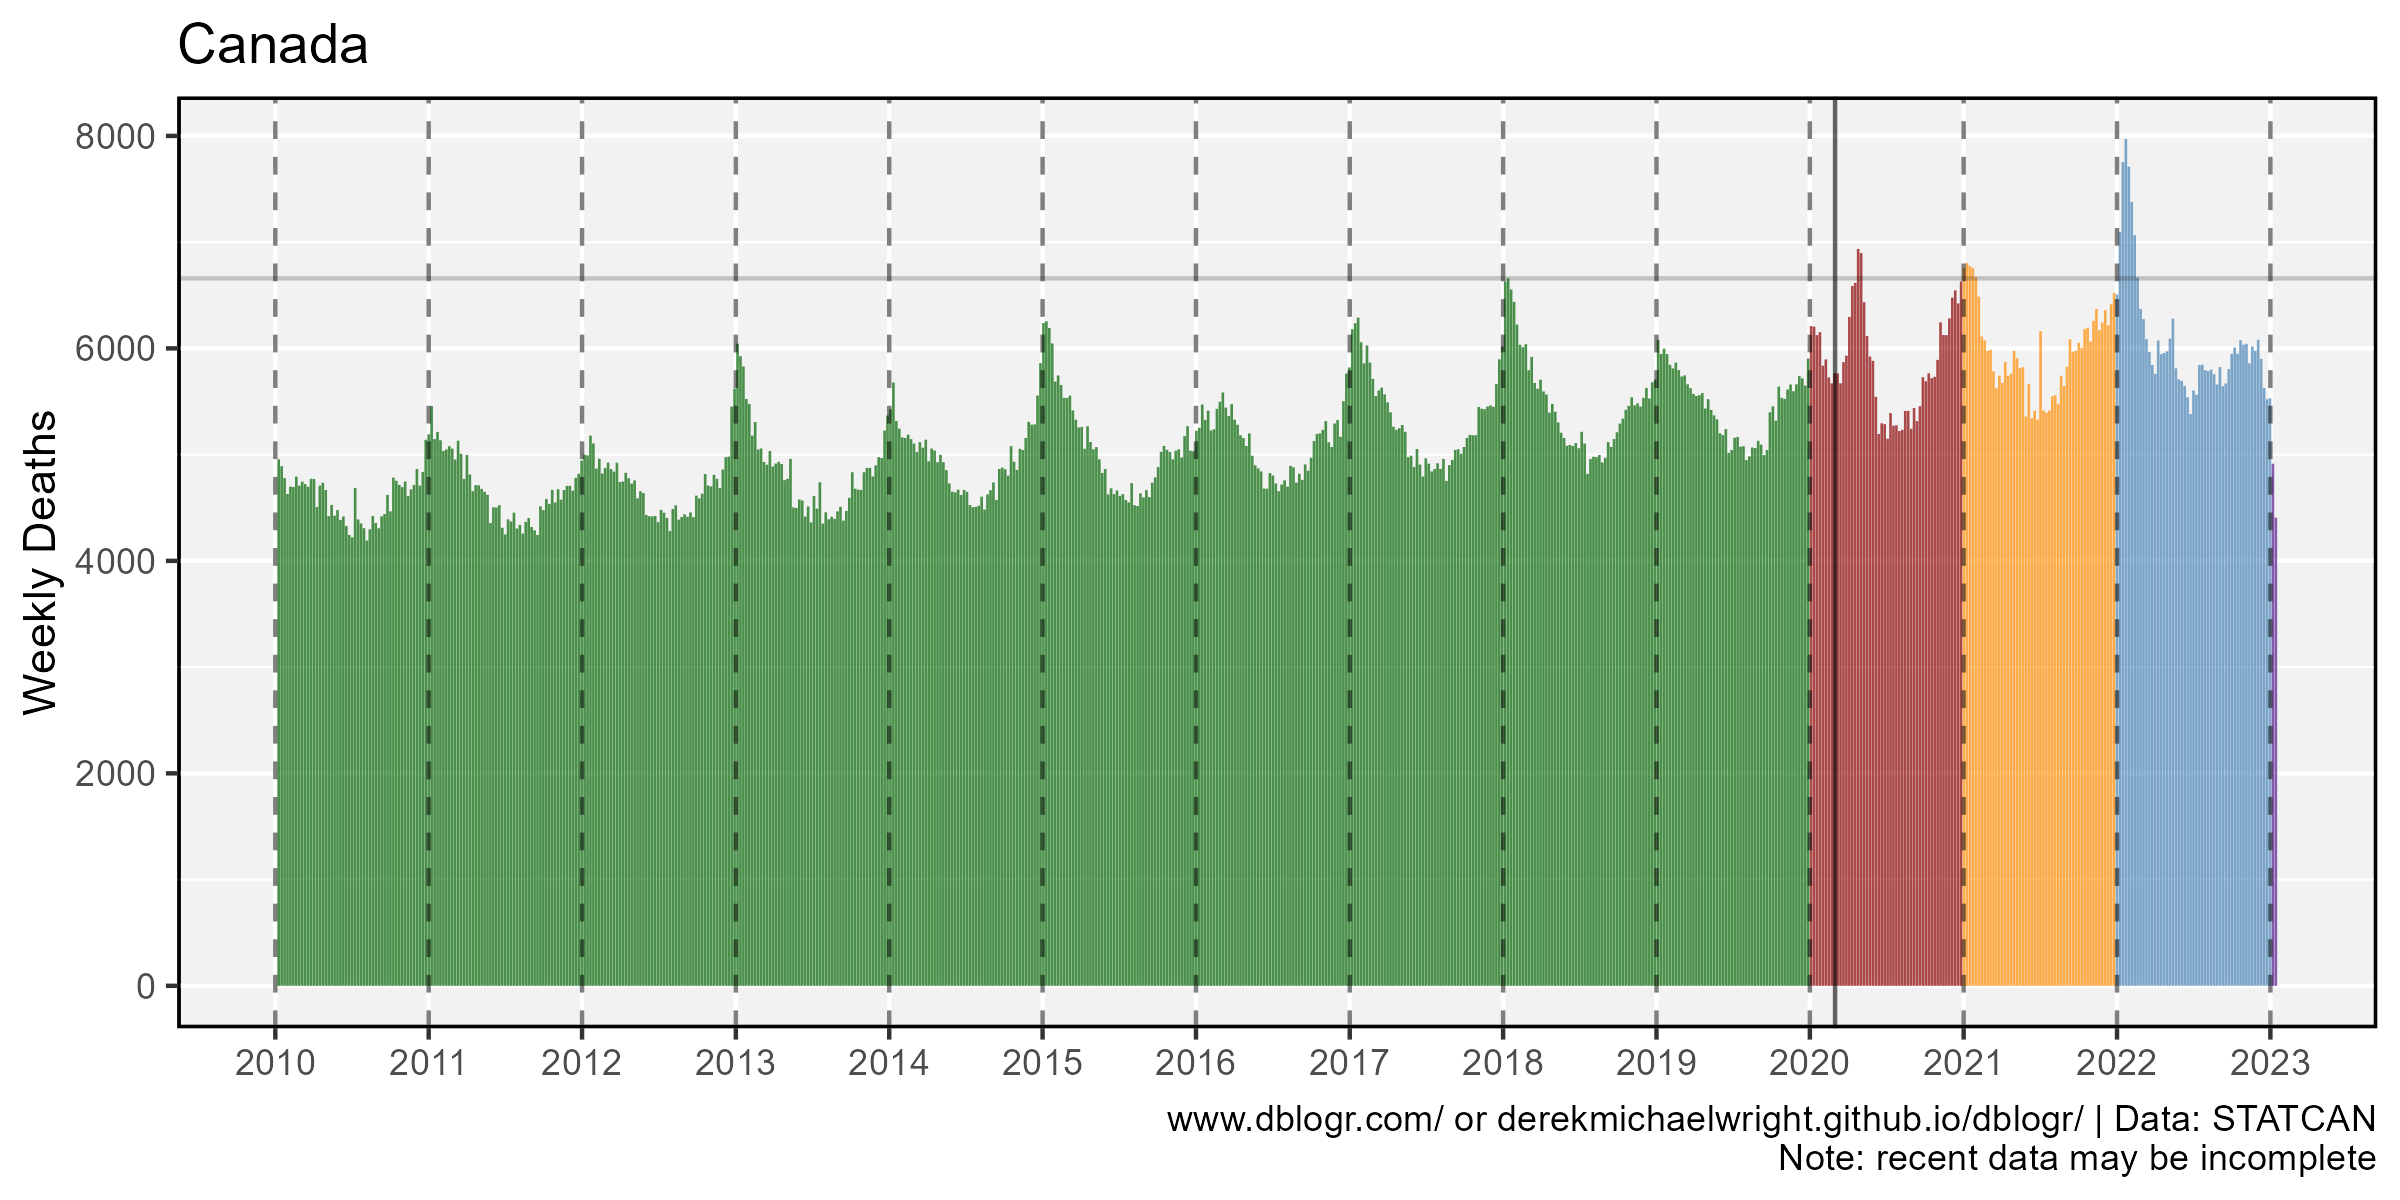 Canada
Weekly Deaths
8000
6000
4000
2000
0
2010 2011 2012 2013 2014 2015 2016 2017 2018 2019 2020 2021 2022 2023
www.dblogr.com/ or derekmichaelwright.github.io/dblogr/ | Data: STATCAN
Note: recent data may be incomplete